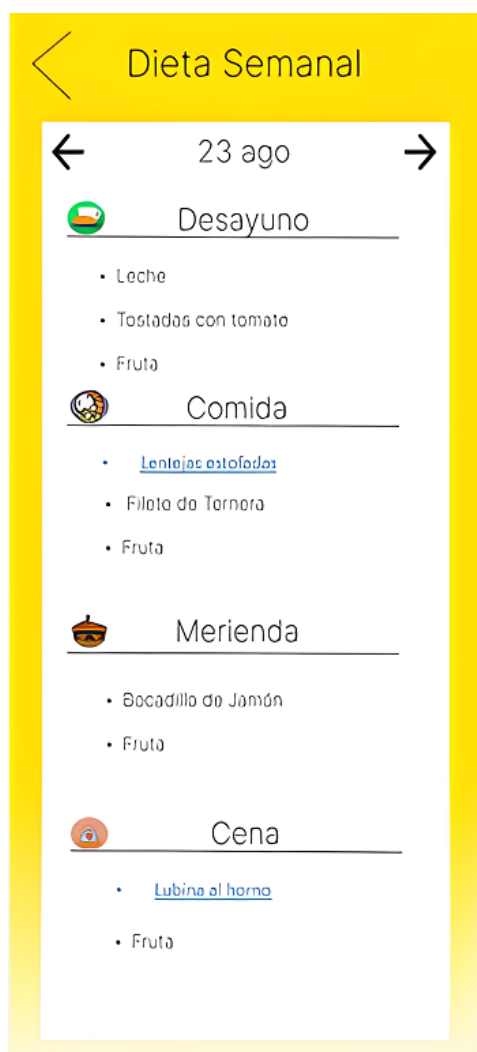 Dieta Semanal
23 ago
Desayuno
• Leche
• Tostadas con tomate
• Fruta
Comida
• Lentejas estofadas
• Filete de Ternera
• Fruta
Merienda
• Bocadillo de Jamón
• Fruta
Cena
• Lubina al horno
• Fruta